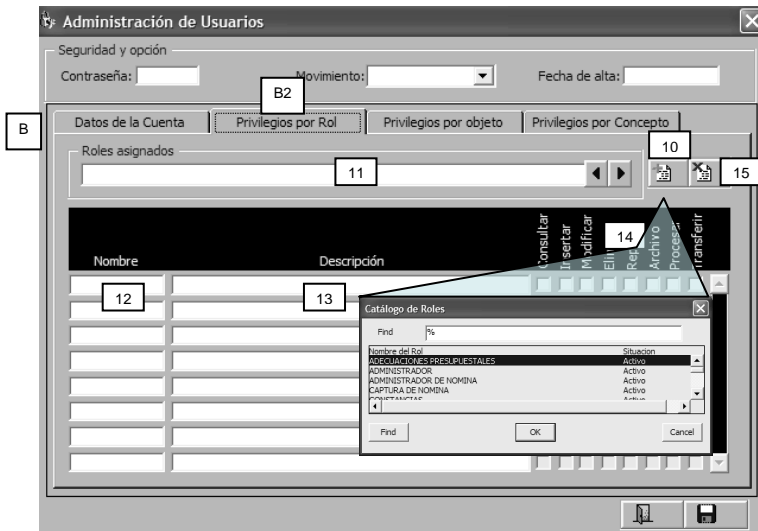 Administración de Usuarios
Seguridad y opción
Contraseña: Movimiento: Fecha de alta:
B2
B
Datos de la Cuenta Privilegios por Rol Privilegios por objeto Privilegios por Concepto
10
Roles asignados
11
15
Nombre Descripción Consultar Insertar Modificar Archivo Transferir
14
12 13
Catálogo de Roles
Find %
Nombre del Rol Situacion
ADECUACIONES PRESUPUESTALES Activo
ADMINISTRADOR Activo
ADMINISTRADOR DE NOMINA Activo
CAPTURA DE NOMINA Activo
CONSTANCIAS Activo
Find OK Cancel